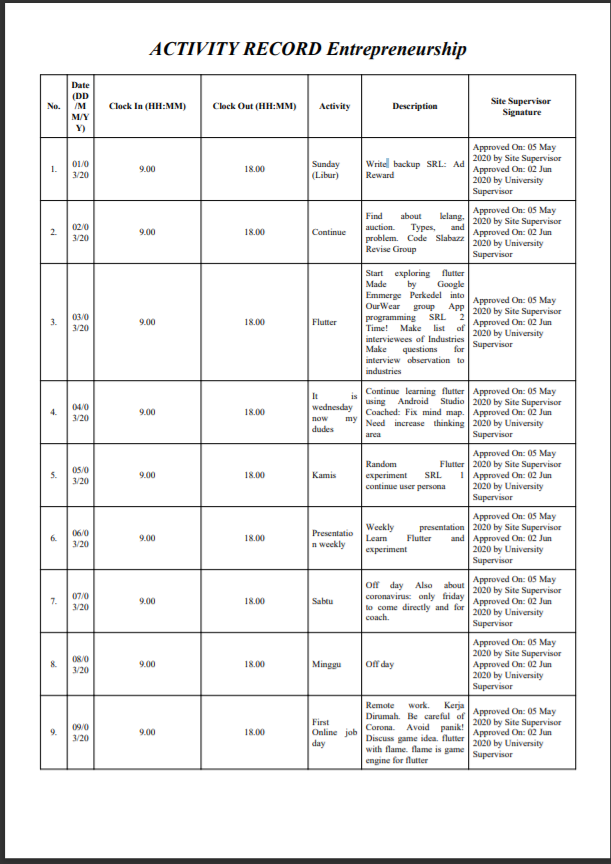 ACTIVITY RECORD Entrepreneurship
No.
Date
(DD
/M
M/Y
Y)
Clock In (HH:MM)
Clock Out (HH:MM)
Activity
Description
Site Supervisor
Signature
1.
01/0
3/20
9.00
18.00
Sunday
(Libur)
Write backup SRL: Ad
Reward
Approved On: 05 May
2020 by Site Supervisor
Approved On: 02 Jun
2020 by University
Supervisor
2.
02/0
3/20
9.00
18.00
Continue
Find about lelang,
auction. Types, and
problem. Code Slabazz
Revise Group
Approved On: 05 May
2020 by Site Supervisor
Approved On: 02 Jun
2020 by University
Supervisor
3.
03/0
3/20
9.00
18.00
Flutter
Start exploring flutter
Made by Google
Emmerge Perkedel into
OurWear group App
programming SRL 2
Time! Make list of
interviewees of Industries
Make questions for
interview observation to
industries
Approved On: 05 May
2020 by Site Supervisor
Approved On: 02 Jun
2020 by University
Supervisor
4.
04/0
3/20
9.00
18.00
It is
wednesday
now my
dudes
Continue learning flutter
using Android Studio
Coached: Fix mind map.
Need increase thinking
area
Approved On: 05 May
2020 by Site Supervisor
Approved On: 02 Jun
2020 by University
Supervisor
5.
05/0
3/20
9.00
18.00
Kamis
Random Flutter
experiment SRL 1
continue user persona
Approved On: 05 May
2020 by Site Supervisor
Approved On: 02 Jun
2020 by University
Supervisor
6.
06/0
3/20
9.00
18.00
Presentatio
n weekly
Weekly presentation
Learn Flutter and
experiment
Approved On: 05 May
2020 by Site Supervisor
Approved On: 02 Jun
2020 by University
Supervisor
7.
07/0
3/20
9.00
18.00
Sabtu
Off day Also about
coronavirus: only friday
to come directly and for
coach.
Approved On: 05 May
2020 by Site Supervisor
Approved On: 02 Jun
2020 by University
Supervisor
8.
08/0
3/20
9.00
18.00
Minggu
Off day
Approved On: 05 May
2020 by Site Supervisor
Approved On: 02 Jun
2020 by University
Supervisor
9.
09/0
3/20
9.00
18.00
First
Online job
day
Remote work. Kerja
Dirumah. Be careful of
Corona. Avoid panik!
Discuss game idea. flutter
with flame. flame is game
engine for flutter
Approved On: 05 May
2020 by Site Supervisor
Approved On: 02 Jun
2020 by University
Supervisor